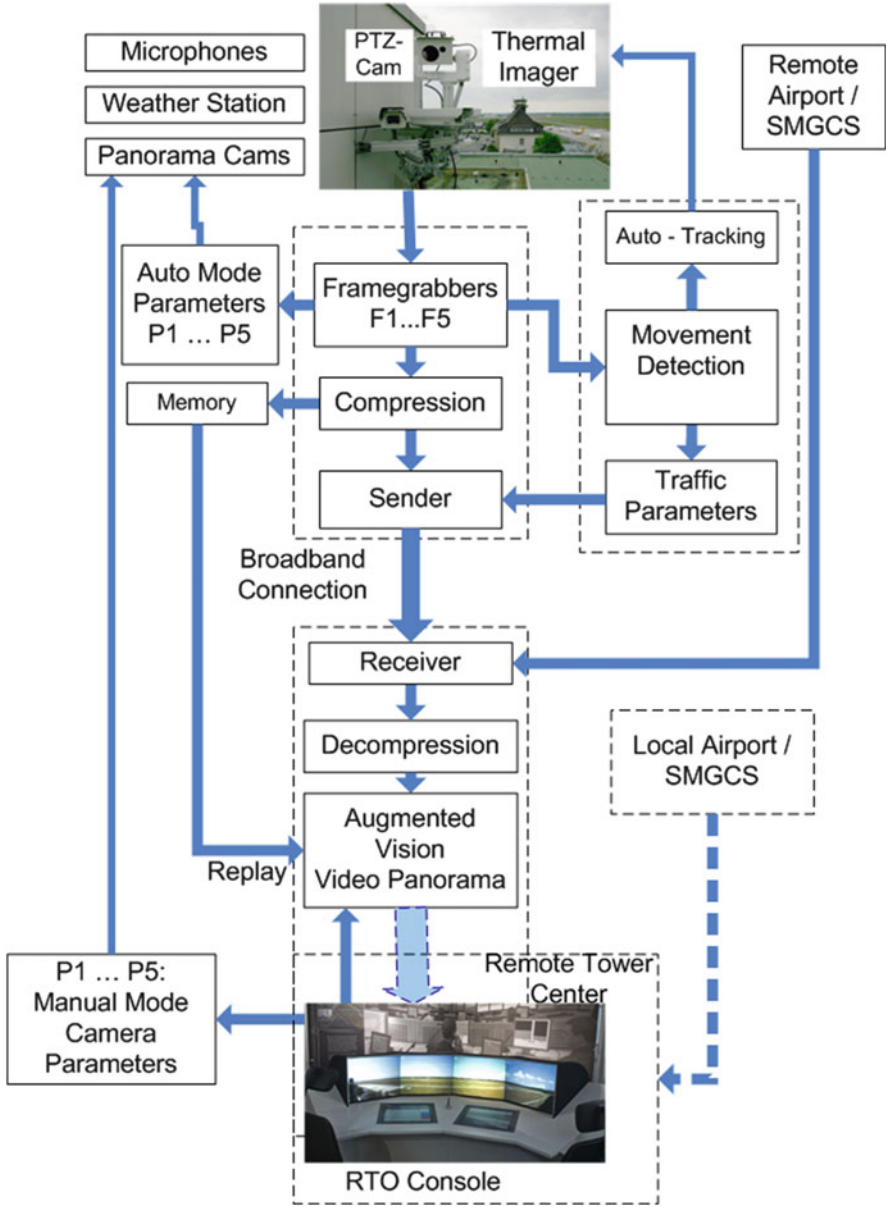 Microphones
Weather Station
Panorama Cams
PTZ-
Cam
Thermal
Imager
Remote
Airport /
SMGCS
Auto Mode
Parameters
P1 … P5
Framegrabbers
F1...F5
Auto - Tracking
Movement
Detection
Memory
Compression
Sender
Traffic
Parameters
Broadband
Connection
Receiver
Decompression
Local Airport /
SMGCS
Augmented
Vision
Video Panorama
Replay
P1 … P5:
Manual Mode
Camera
Parameters
Remote Tower
Center
RTO Console